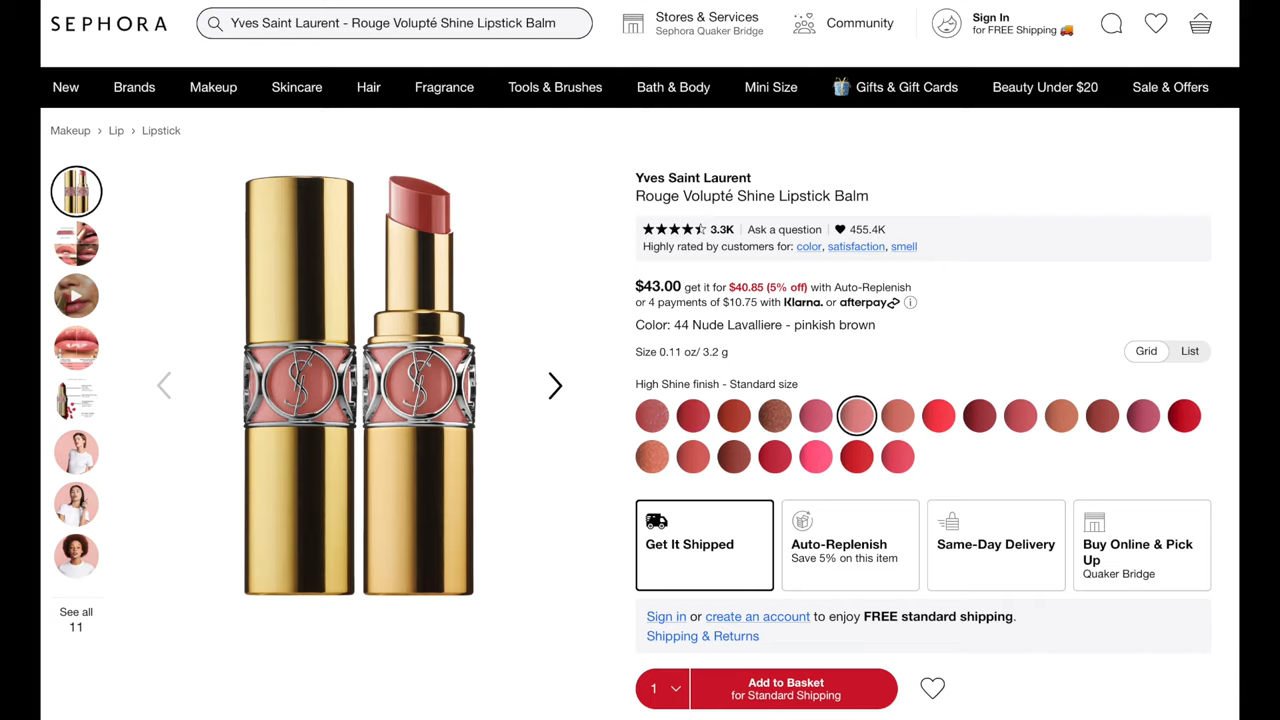 SEPHORA
Yves Saint Laurent - Rouge Volupté Shine Lipstick Balm
Stores & Services
Sephora Quaker Bridge
Community
Sign In
for FREE Shipping 🚚
New
Brands
Makeup
Skincare
Hair
Fragrance
Tools & Brushes
Bath & Body
Mini Size
Gifts & Gift Cards
Beauty Under $20
Sale & Offers
Makeup > Lip > Lipstick
Yves Saint Laurent
Rouge Volupté Shine Lipstick Balm
3.3K
Ask a question
455.4K
Highly rated by customers for: color, satisfaction, smell
$43.00 get it for $40.85 (5% off) with Auto-Replenish
or 4 payments of $10.75 with Klarna. or afterpay
Color: 44 Nude Lavalliere - pinkish brown
Size 0.11 oz/ 3.2 g
Grid
List
High Shine finish - Standard size
Get It Shipped
Auto-Replenish
Save 5% on this item
Same-Day Delivery
Buy Online & Pick
Up
Quaker Bridge
Sign in or create an account to enjoy FREE standard shipping.
Shipping & Returns
See all
11
1
Add to Basket
for Standard Shipping